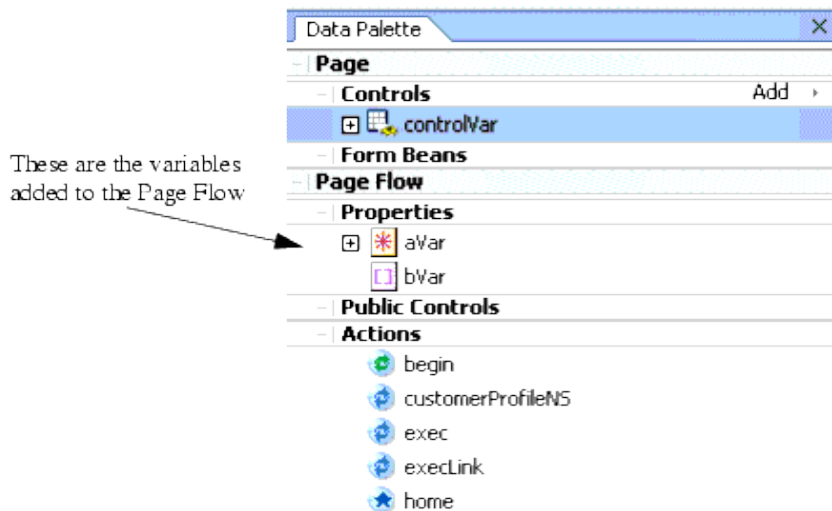 Data Palette
Page
Controls
Add
controlVar
Form Beans
These are the variables
added to the Page Flow
Page Flow
Properties
aVar
bVar
Public Controls
Actions
begin
customerProfileNS
exec
execLink
home